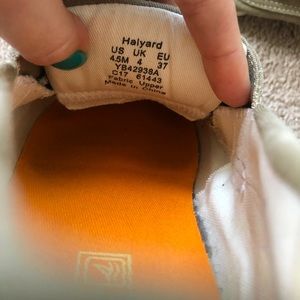 Halyard
US UK EU
4.5M 4 37
YB42938A
C17 61443
Fabric Upper
Made in China